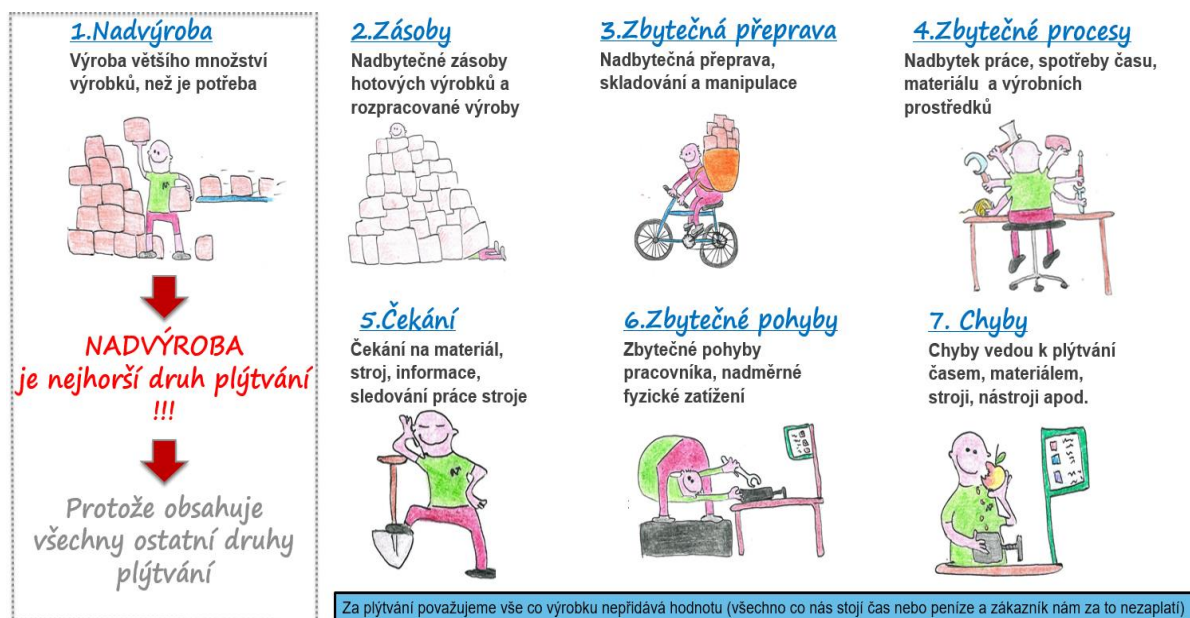 1.Nadvýroba
Výroba většího množství
výrobků, než je potřeba
NADVÝROBA
je nejhorší druh plýtvání
!!!
Protože obsahuje
všechny ostatní druhy
plýtvání
2.Zásoby
Nadbytečné zásoby
hotových výrobků a
rozpracované výroby
3.Zbytečná přeprava
Nadbytečná přeprava,
skladování a manipulace
4.Zbytečné procesy
Nadbytek práce, spotřeby času,
materiálu a výrobních
prostředků
5.Čekání
Čekání na materiál,
stroj, informace,
sledování práce stroje
6.Zbytečné pohyby
Zbytečné pohyby
pracovníka, nadměrné
fyzické zatížení
7. Chyby
Chyby vedou k plýtvání
časem, materiálem,
stroji, nástroji apod.
Za plýtvání považujeme vše co výrobku nepřidává hodnotu (všechno co nás stojí čas nebo peníze a zákazník nám za to nezaplatí)